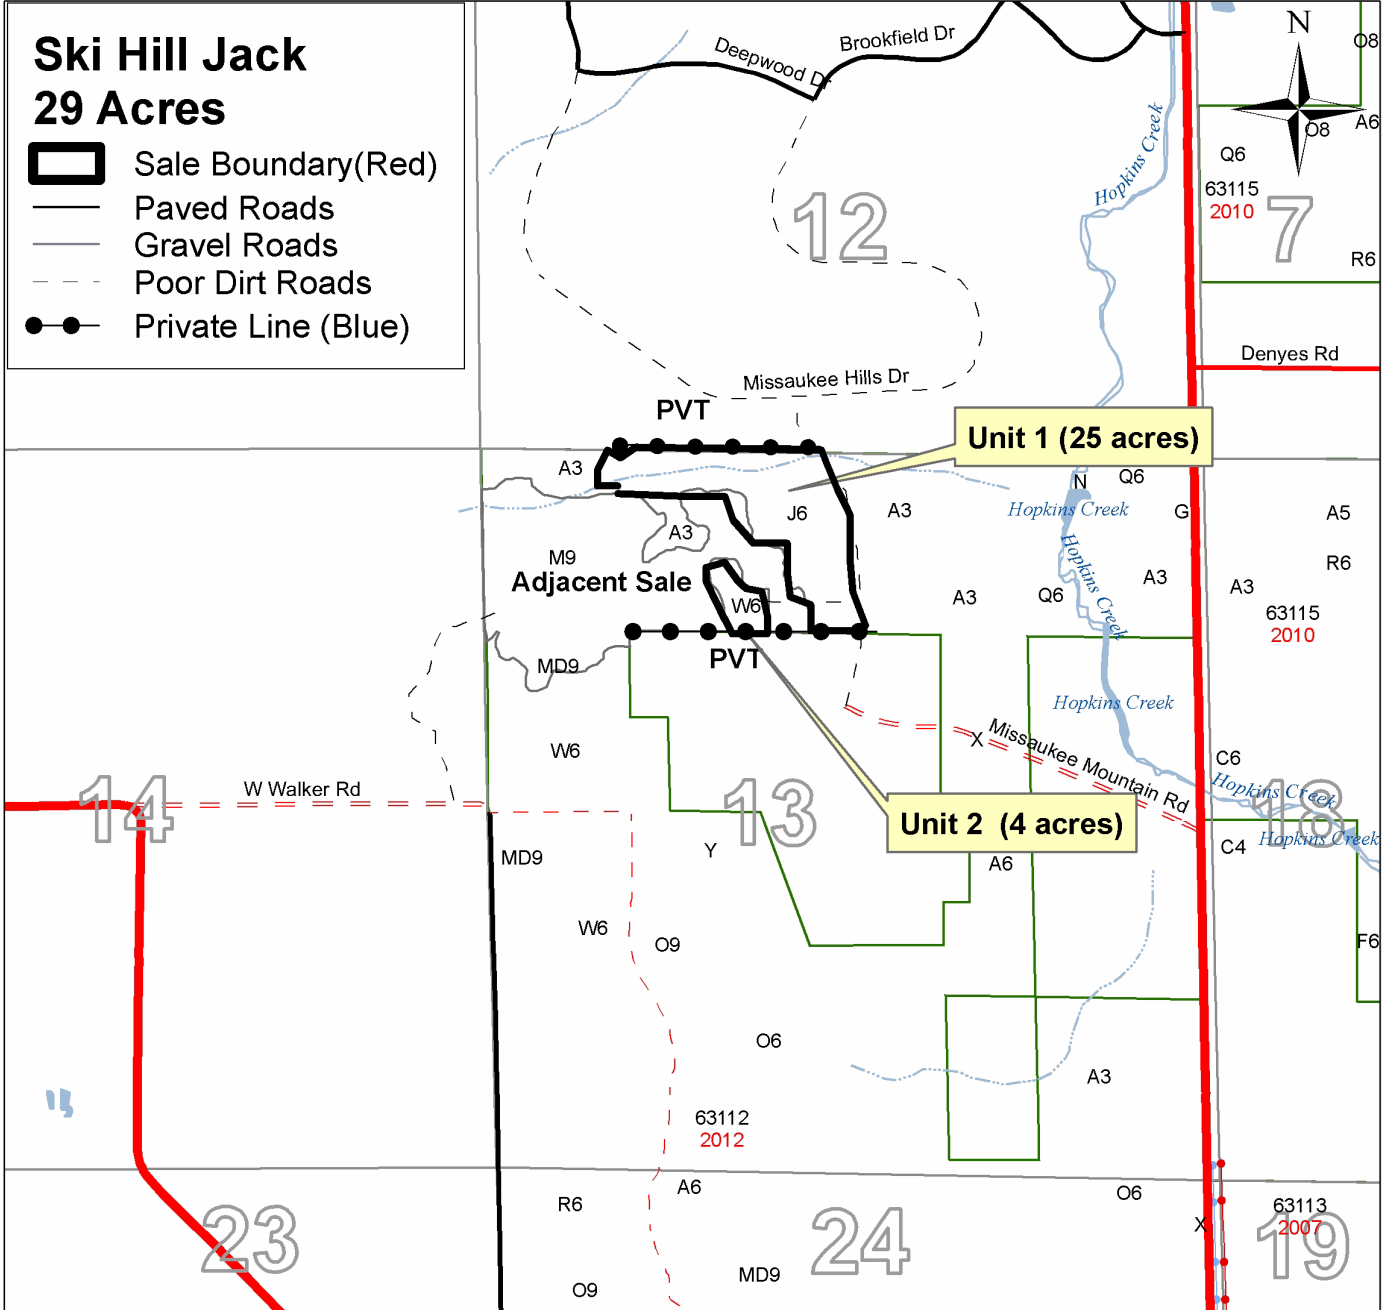 Ski Hill Jack
29 Acres
Sale Boundary(Red)
Paved Roads
Gravel Roads
Poor Dirt Roads
Private Line (Blue)
N
Deepwood Dr
Brookfield Dr
O8
O8
A6
Hopkins Creek
Q6
63115
2010
12
7
R6
Denyes Rd
Missaukee Hills Dr
PVT
Unit 1 (25 acres)
A3
N
Q6
J6
A3
Hopkins Creek
G
A5
A3
M9
Hopkins Creek
R6
Adjacent Sale
A3
A3
W6
A3
Q6
63115
2010
PVT
MD9
Hopkins Creek
W6
X
Missaukee Mountain Rd
C6
W Walker Rd
Hopkins Creek
14
13
18
Unit 2 (4 acres)
Hopkins Creek
MD9
Y
A6
C4
W6
O9
F6
O6
A3
63112
2012
A6
O6
R6
63113
2007
X
23
24
19
MD9
O9